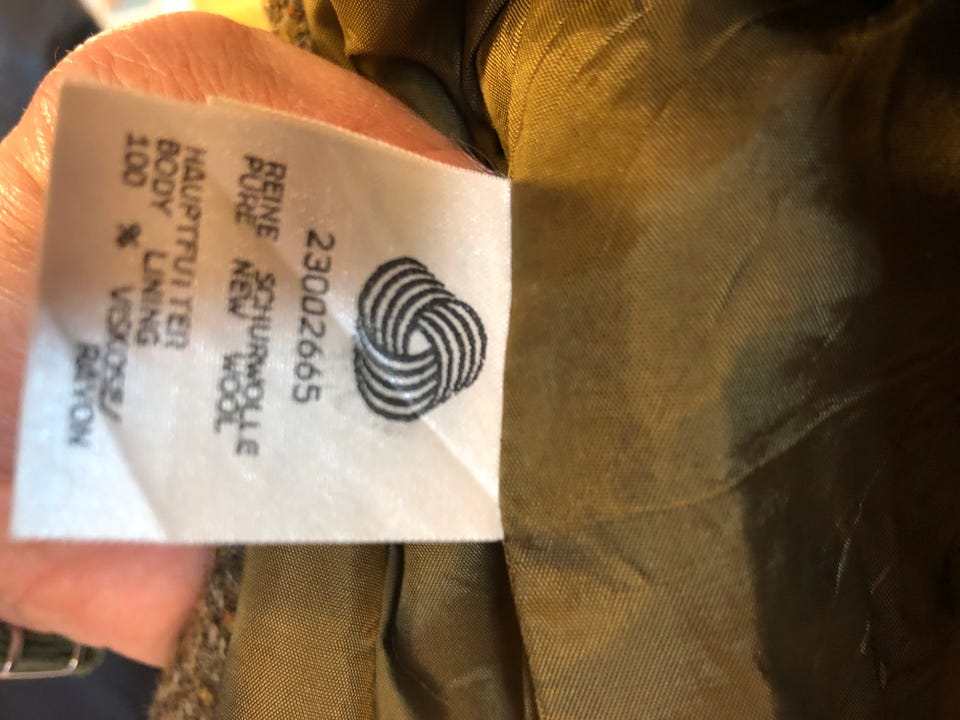 23002665
REINE SCHURWOLLE
PURE NEW WOOL
HAUPTFUTTER
BODY LINING
100 % VISKOSE/
RAYON